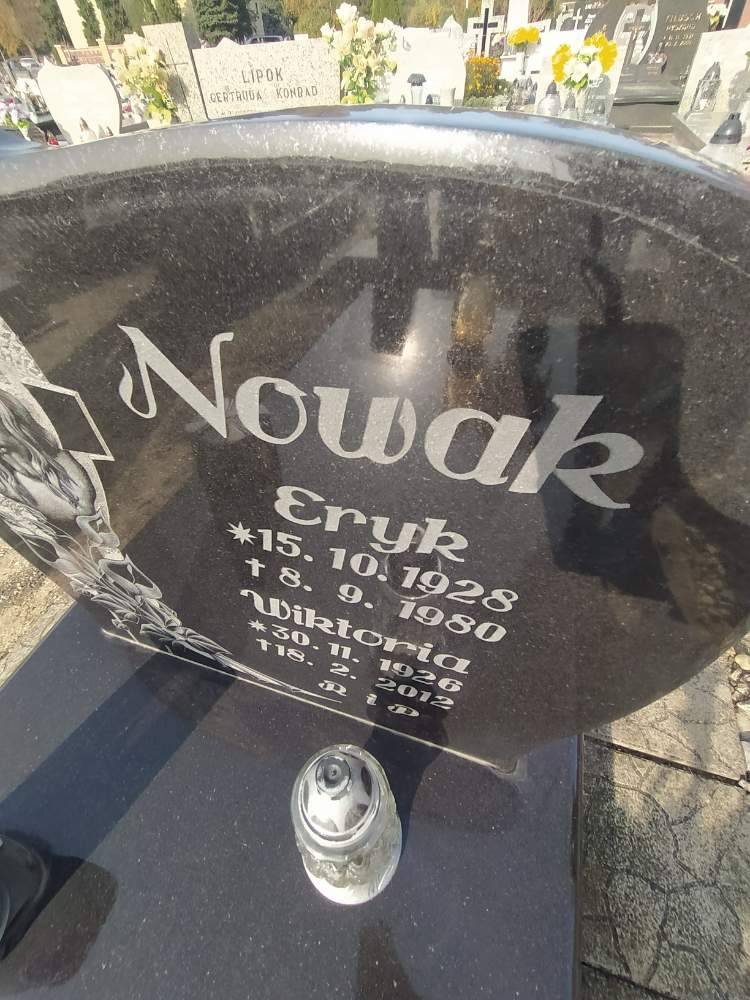 LIPOK
GERTRUDA KONRAD
Nowak
Eryk
*15. 10. 1928
† 8. 9. 1980
Wiktoria
*30. 11. 1926
†18. 2. 2012
R i P